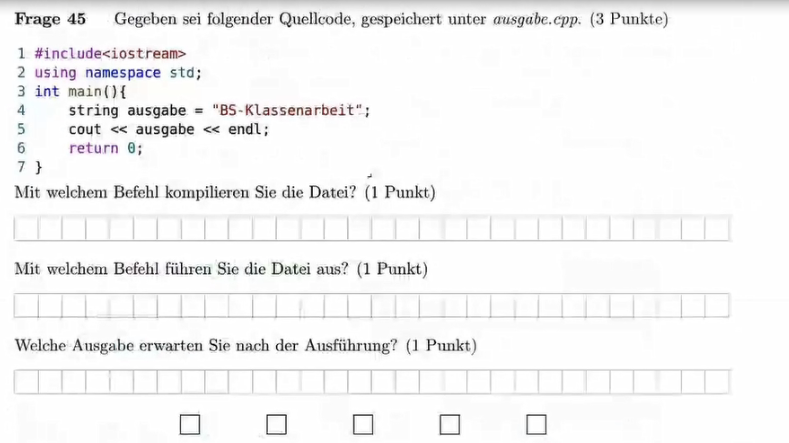 Frage 45 Gegeben sei folgender Quellcode, gespeichert unter ausgabe.cpp. (3 Punkte)
1 #include<iostream>
2 using namespace std;
3 int main(){
4 string ausgabe = "BS-Klassenarbeit";
5 cout << ausgabe << endl;
6 return 0;
7 }
Mit welchem Befehl kompilieren Sie die Datei? (1 Punkt)
Mit welchem Befehl führen Sie die Datei aus? (1 Punkt)
Welche Ausgabe erwarten Sie nach der Ausführung? (1 Punkt)